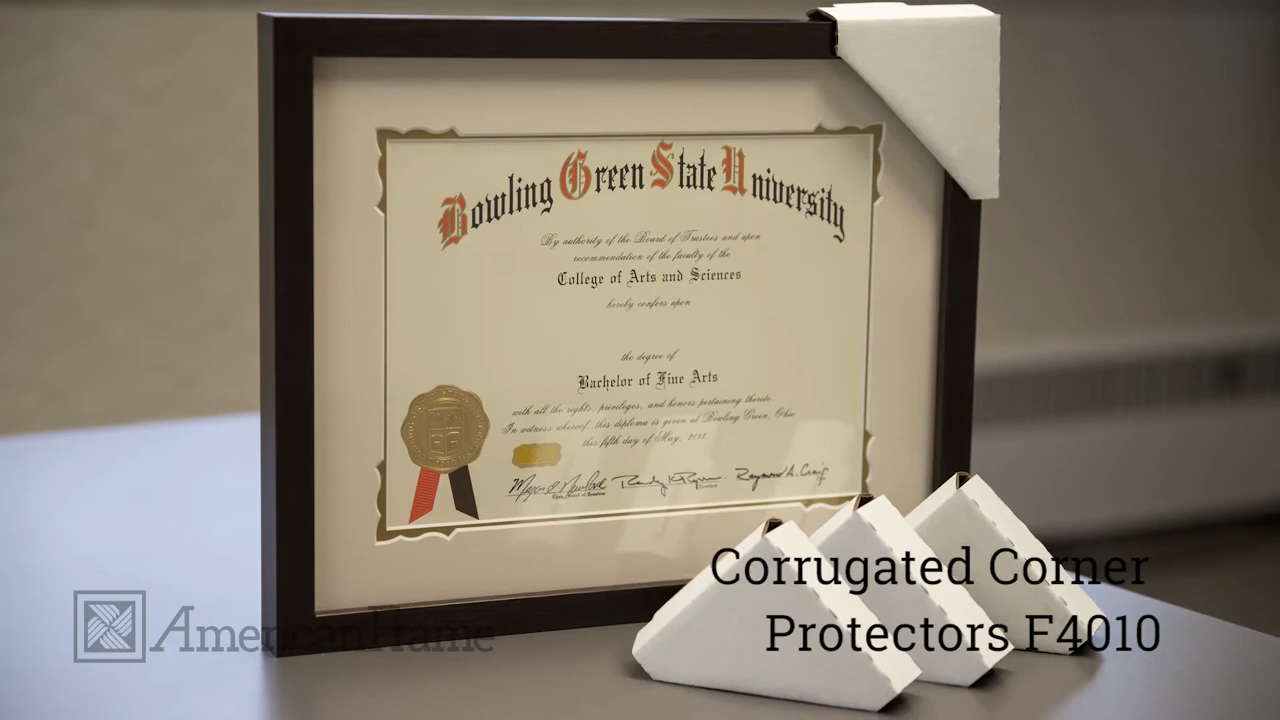 Bowling Green State University
By authority of the Board of Trustees and upon
recommendation of the faculty of the
College of Arts and Sciences
hereby confers upon
the degree of
Bachelor of Fine Arts
with all the rights, privileges, and honors pertaining thereto.
In witness whereof, this diploma is given at Bowling Green, Ohio
this fifth day of May,
Raymond A. Craig
Corrugated Corner
Protectors F4010
AmericanFrame